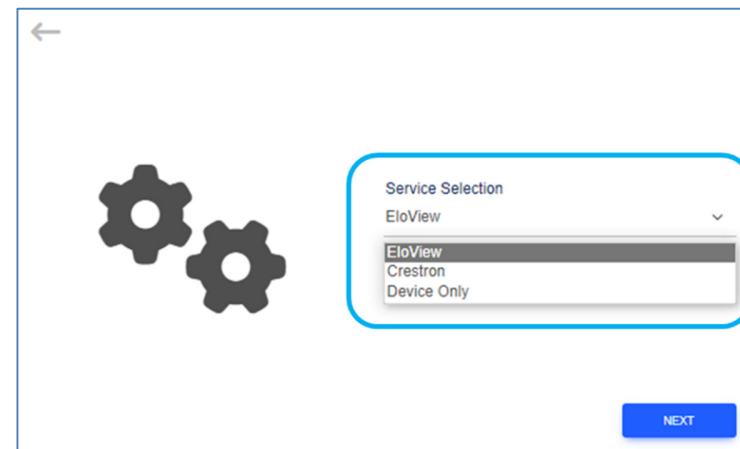 Service Selection
EloView
EloView
Crestron
Device Only
NEXT